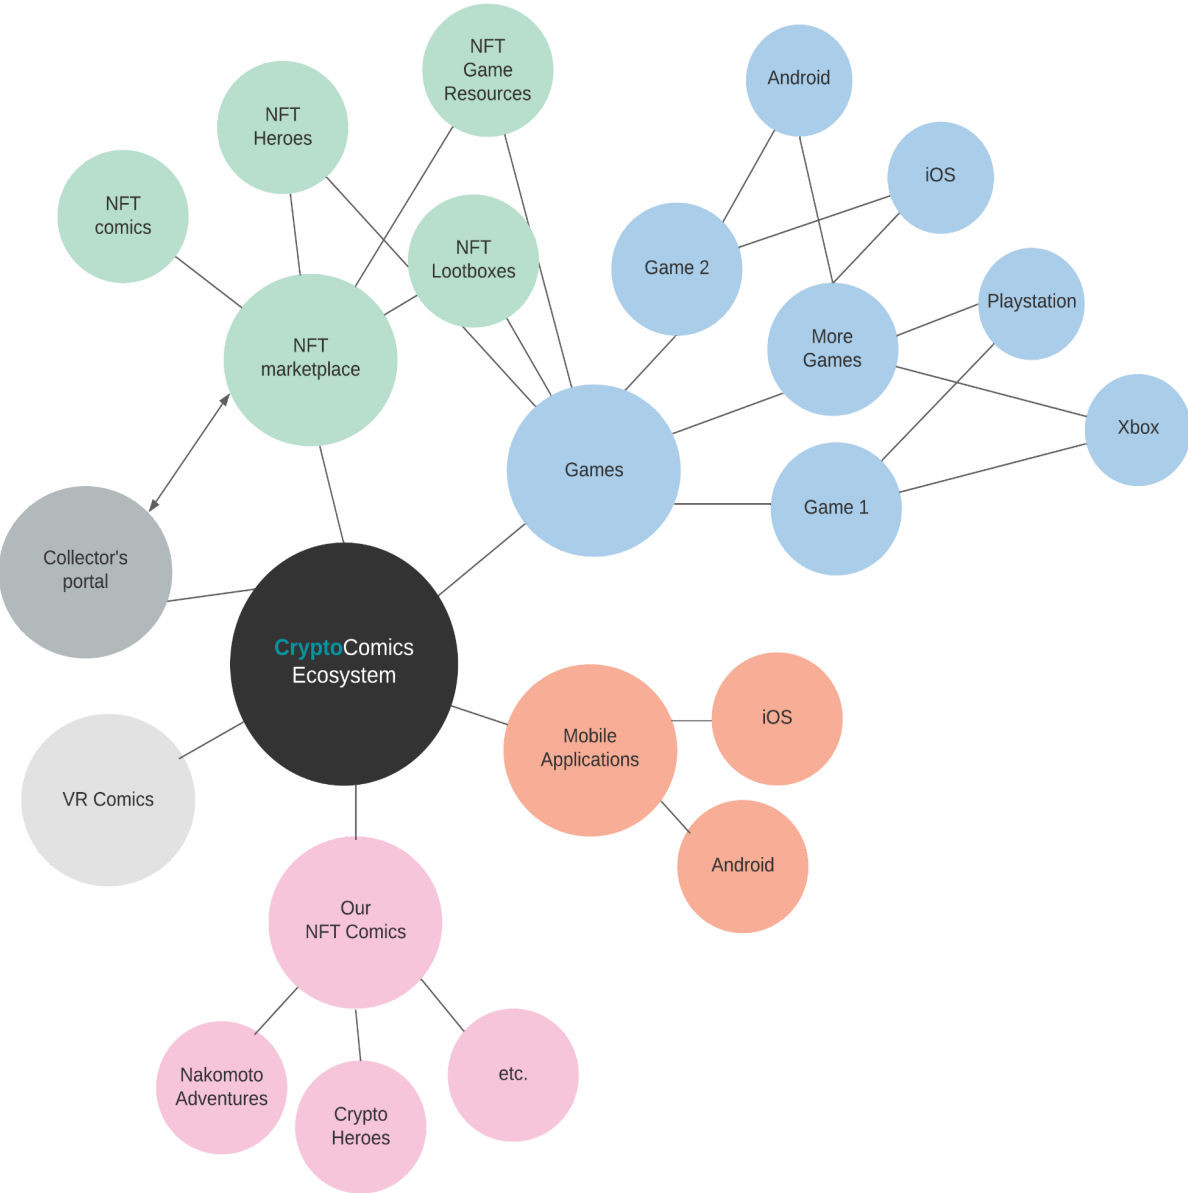 NFT
Game
Resources
Android
NFT
Heroes
iOS
NFT
comics
NFT
Lootboxes
Game 2
Playstation
More
Games
NFT
marketplace
Xbox
Games
Game 1
Collector's
portal
CryptoComics
Ecosystem
iOS
Mobile
Applications
VR Comics
Android
Our
NFT Comics
Nakomoto
Adventures
etc.
Crypto
Heroes